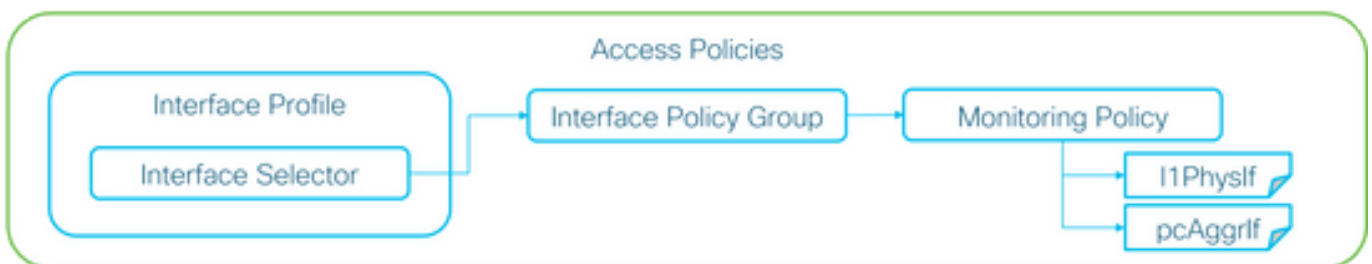 Access Policies
Interface Profile
Interface Selector
Interface Policy Group
Monitoring Policy
l1PhysIf
pcAggrIf